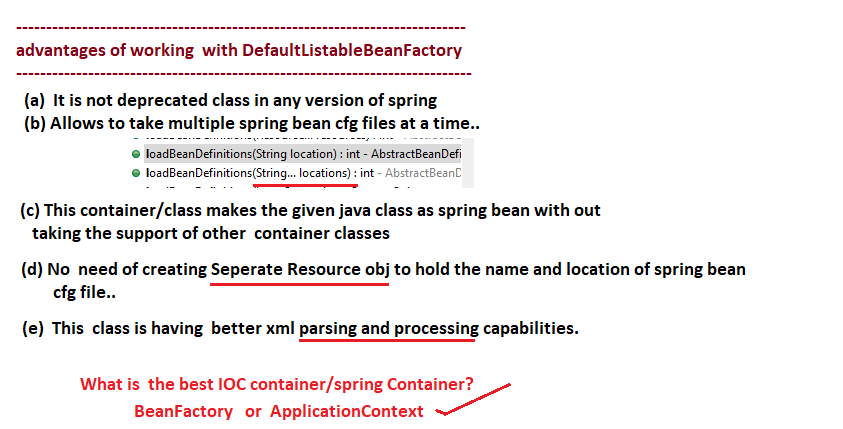 advantages of working with DefaultListableBeanFactory
(a) It is not deprecated class in any version of spring
(b) Allows to take multiple spring bean cfg files at a time..
loadBeanDefinitions(String location) : int - AbstractBeanDefi
loadBeanDefinitions(String... locations) : int - AbstractBeanD
(c) This container/class makes the given java class as spring bean with out
taking the support of other container classes
(d) No need of creating Seperate Resource obj to hold the name and location of spring bean
cfg file..
(e) This class is having better xml parsing and processing capabilities.
What is the best IOC container/spring Container?
BeanFactory or ApplicationContext